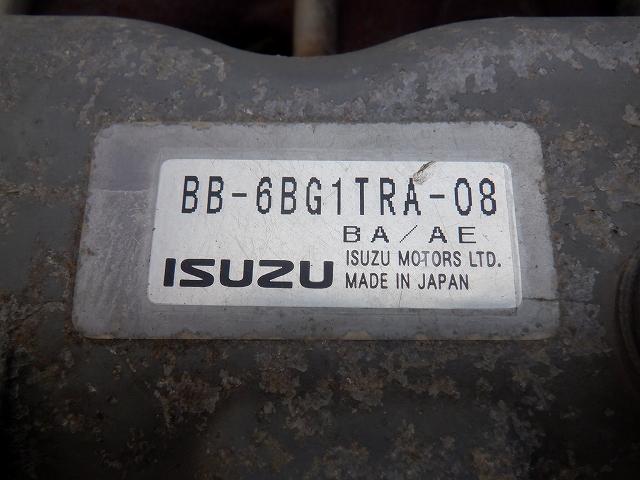 BB-6BG1TRA-08
BA/AE
ISUZU
ISUZU MOTORS LTD.
MADE IN JAPAN